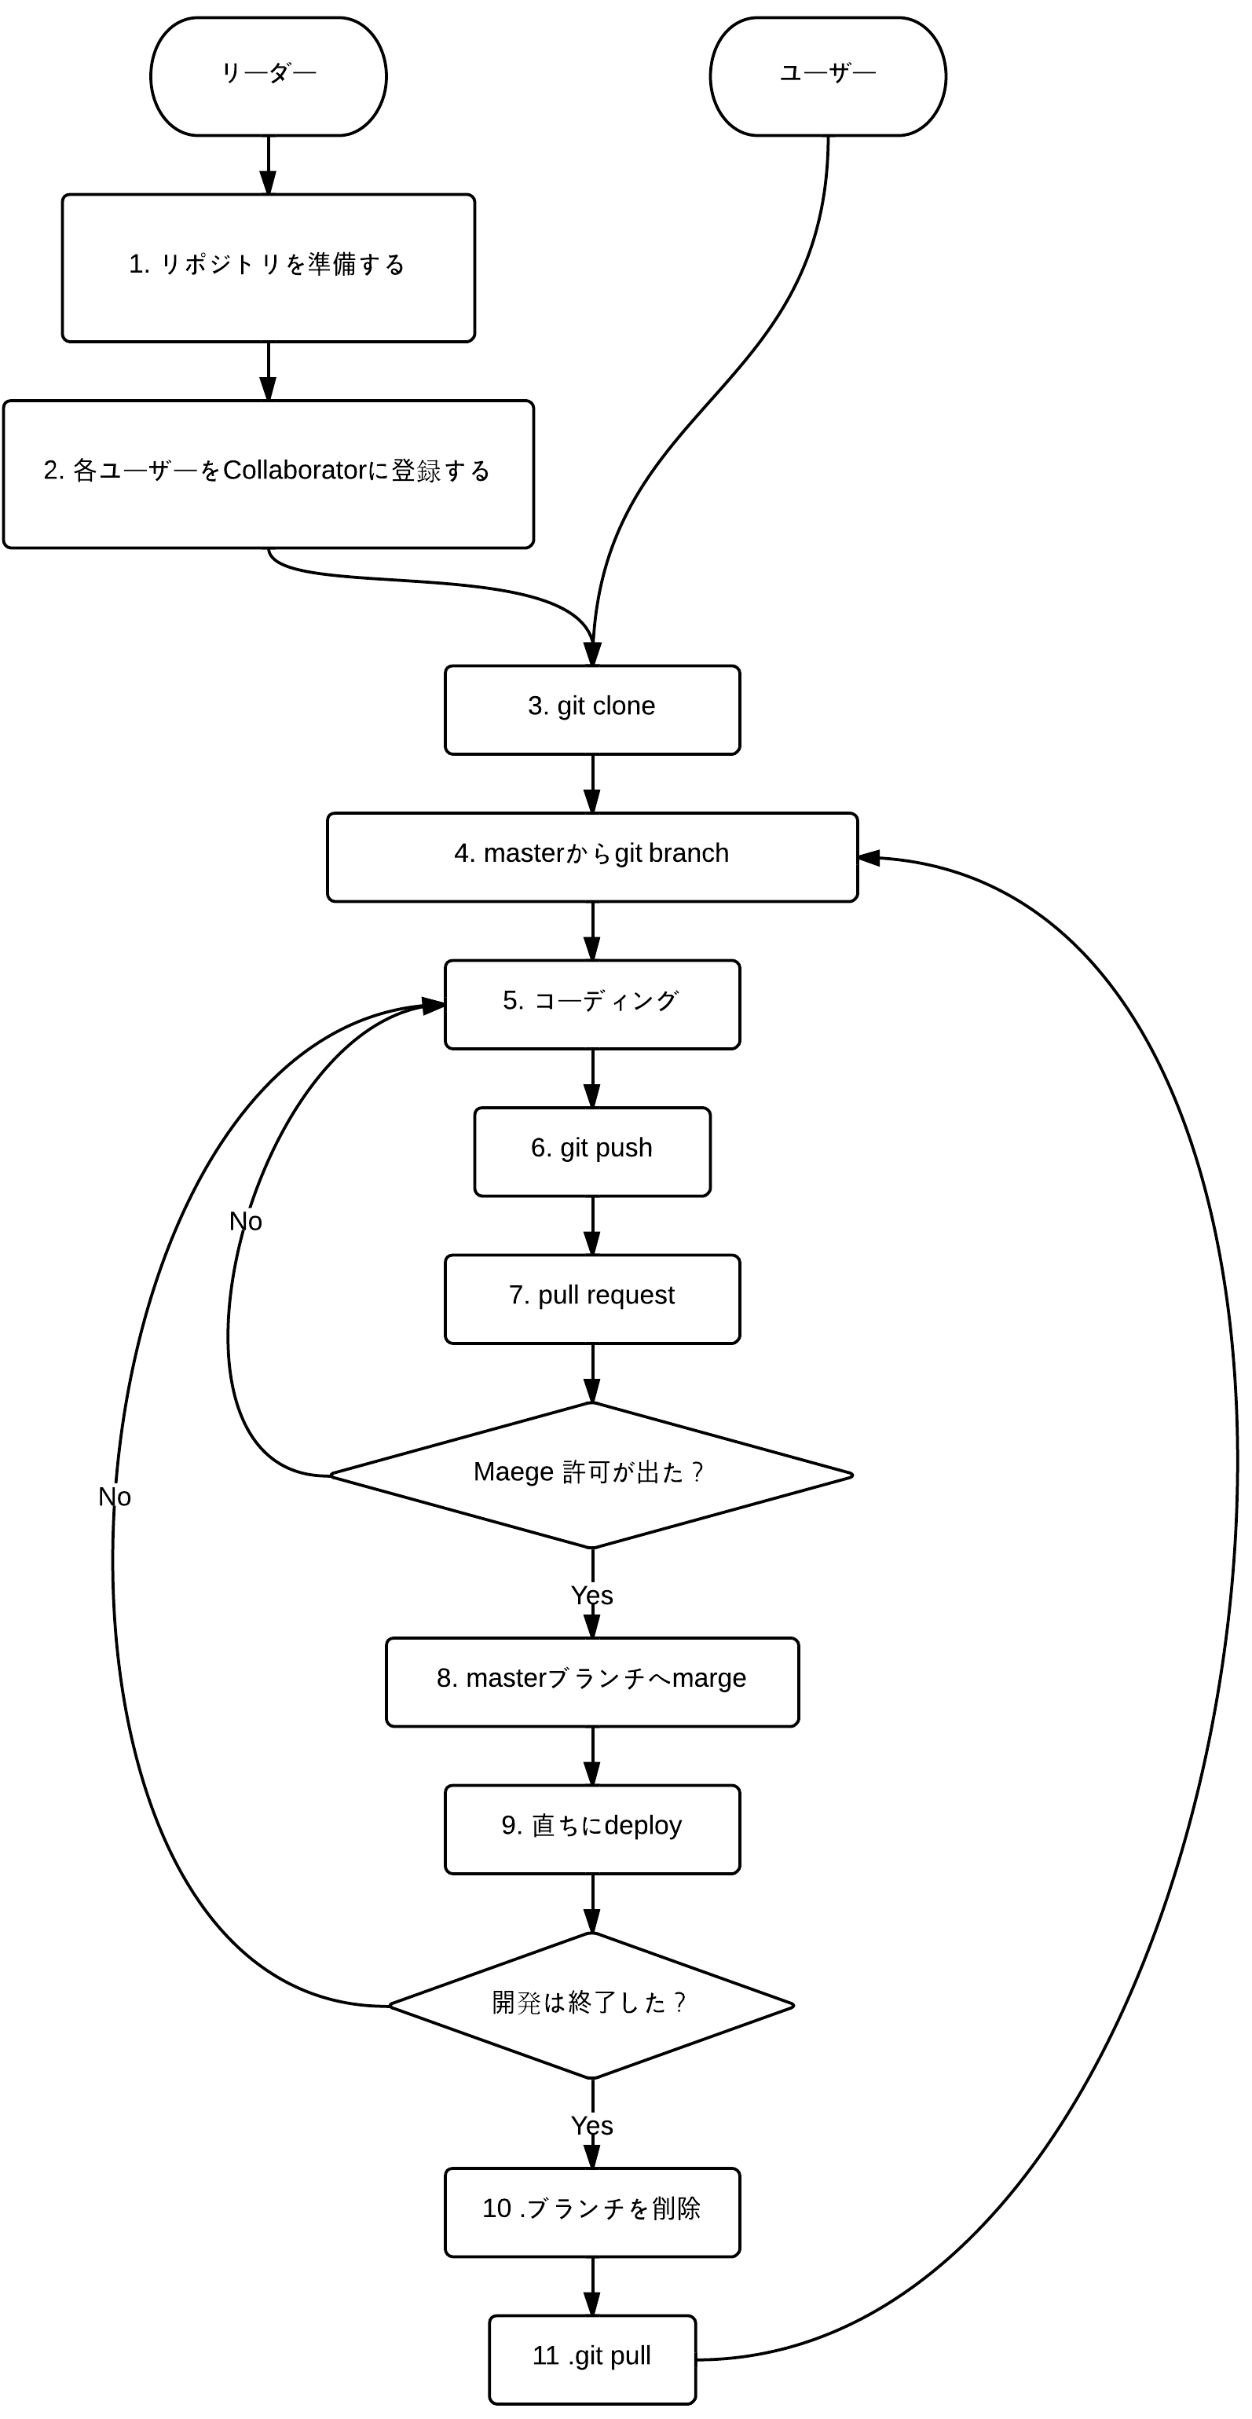 リーダー
ユーザー
1. リポジトリを準備する
2. 各ユーザーをCollaboratorに登録する
3. git clone
4. masterからgit branch
5. コーディング
6. git push
No
7. pull request
Maege 許可が出た？
No
Yes
8. masterブランチへmarge
9. 直ちにdeploy
開発は終了した？
Yes
10 .ブランチを削除
11 .git pull